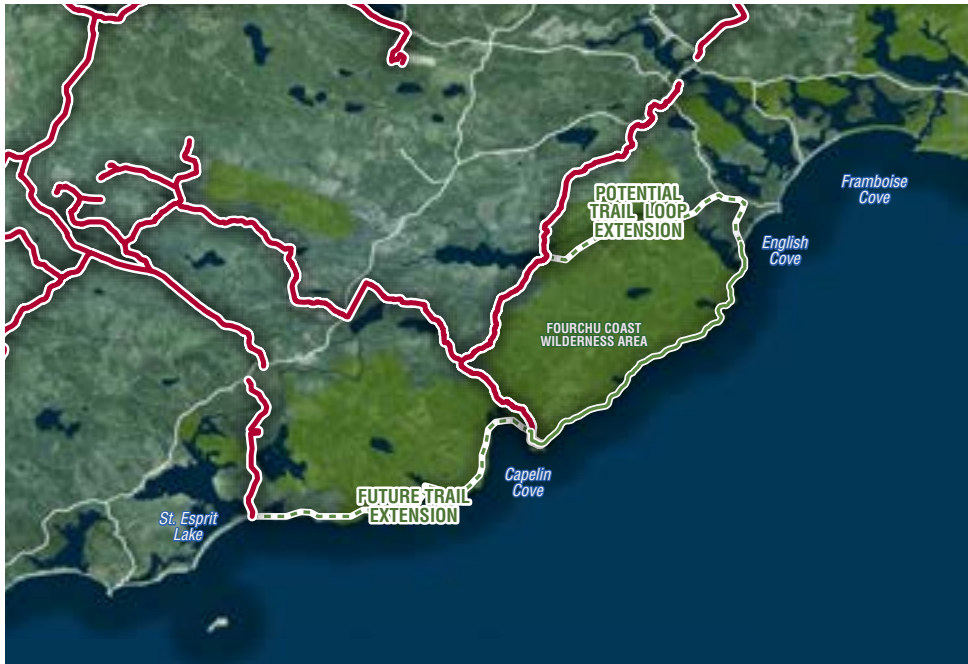 POTENTIAL
TRAIL LOOP
EXTENSION
Framboise
Cove
English
Cove
FOURCHU COAST
WILDERNESS AREA
Capelin
Cove
FUTURE TRAIL
EXTENSION
St. Esprit
Lake